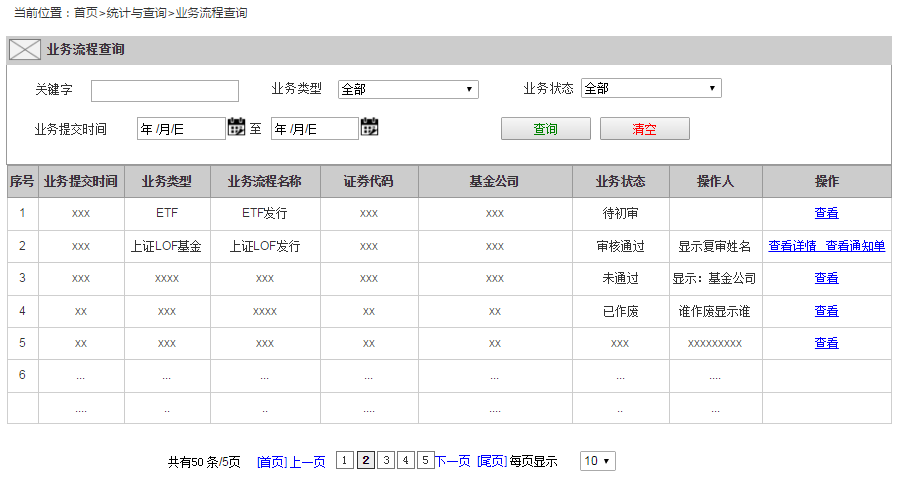 当前位置：首页>统计与查询>业务流程查询
业务流程查询
关键字 业务类型 全部 业务状态 全部
业务提交时间 年 /月/E 至 年 /月/E 查询 清空
序号 业务提交时间 业务类型 业务流程名称 证券代码 基金公司 业务状态 操作人 操作
1 xxx ETF ETF发行 xxx xxx 待初审 查看
2 xxx 上证LOF基金 上证LOF发行 xxx xxx 审核通过 显示复审姓名 查看详情 查看通知单
3 xxx xxxx xxx xxx xxx 未通过 显示：基金公司 查看
4 xx xxx xxxx xx xx 已作废 谁作废显示谁 查看
5 xx xxx xxx xx xx xxx xxxxxxxxx 查看
6 ... ... ... ... ... ... ....
.... .. .. .... .... .. ....
共有50 条/5页 [首页] 上一页 1 2 3 4 5 下一页 [尾页] 每页显示 10